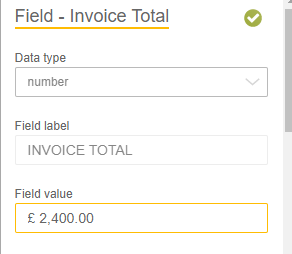 Field - Invoice Total
Data type
number
Field label
INVOICE TOTAL
Field value
£ 2,400.00